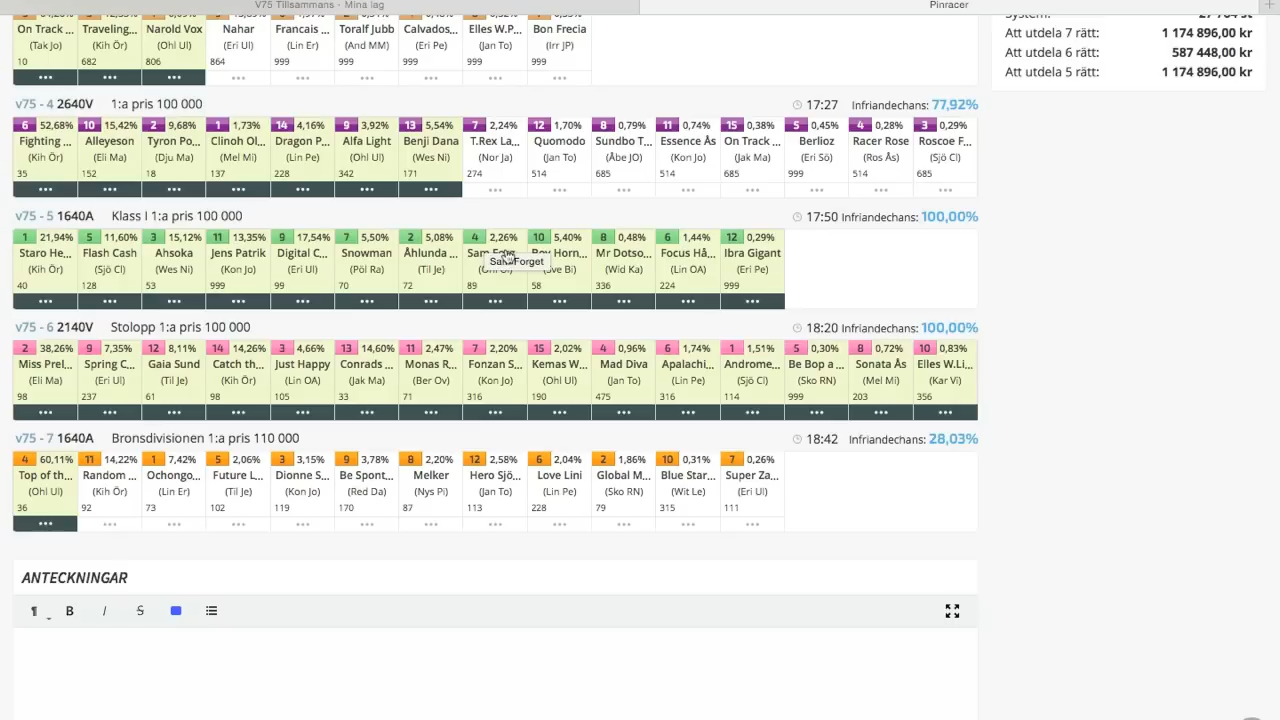 V75 Tillsammans - Mina lag
Pinracer
On Track ... Traveling... Narold Vox Nahar Francais ... Toralf Jubb Calvados... Elles W.P... Bon Frecia
(Tak Jo) (Kih Ör) (Ohl Ul) (Eri Ul) (Lin Er) (And MM) (Eri Pe) (Jan To) (Irr JP)
10 682 806 864 999 999 999 999 999
Att utdela 7 rätt: 1 174 896,00 kr
Att utdela 6 rätt: 587 448,00 kr
Att utdela 5 rätt: 1 174 896,00 kr
v75 - 4 2640V 1:a pris 100 000 17:27 Infriandechans: 77,92%
6 52,68% 10 15,42% 2 9,68% 1 1,73% 14 4,16% 9 3,92% 13 5,54% 7 2,24% 12 1,70% 8 0,79% 11 0,74% 15 0,38% 5 0,45% 4 0,28% 3 0,29%
Fighting ... Alleyeson Tyron Po... Clinoh Ol... Dragon P... Alfa Light Benji Dana T.Rex La... Quomodo Sundbo T... Essence Ås On Track ... Berlioz Racer Rose Roscoe F...
(Kih Ör) (Eli Ma) (Dju Ma) (Mel Mi) (Lin Pe) (Ohl Ul) (Wes Ni) (Nor Ja) (Jan To) (Åbe JO) (Kon Jo) (Jak Ma) (Eri Sö) (Ros Ås) (Sjö Cl)
35 152 18 137 228 342 171 274 514 685 514 685 999 514 685
v75 - 5 1640A Klass I 1:a pris 100 000 17:50 Infriandechans: 100,00%
1 21,94% 5 11,60% 3 15,12% 11 13,35% 9 17,54% 7 5,50% 2 5,08% 4 2,26% 10 5,40% 8 0,48% 6 1,44% 12 0,29%
Staro He... Flash Cash Ahsoka Jens Patrik Digital C... Snowman Åhlunda ... Mr Dotso... Focus Hå... Ibra Gigant
Forget
(Kih Ör) (Sjö Cl) (Wes Ni) (Kon Jo) (Eri Ul) (Pöl Ra) (Til Je) (Wid Ka) (Lin OA) (Eri Pe)
40 128 53 999 99 70 72 89 58 336 224 999
v75 - 6 2140V Stolopp 1:a pris 100 000 18:20 Infriandechans: 100,00%
2 38,26% 9 7,35% 12 8,11% 14 14,26% 3 4,66% 13 14,60% 11 2,47% 7 2,20% 15 2,02% 4 0,96% 6 1,74% 1 1,51% 5 0,30% 8 0,72% 10 0,83%
Miss Prel... Spring C... Gaia Sund Catch th... Just Happy Conrads ... Monas R... Fonzan S... Kemas W... Mad Diva Apalachi... Androme... Be Bop a ... Sonata Ås Elles W.Li...
(Eli Ma) (Eri Ul) (Til Je) (Kih Ör) (Lin OA) (Jak Ma) (Ber Ov) (Kon Jo) (Ohl Ul) (Jan To) (Lin Pe) (Sjö Cl) (Sko RN) (Mel Mi) (Kar Vi)
98 237 61 98 105 33 71 316 190 475 316 114 999 203 356
v75 - 7 1640A Bronsdivisionen 1:a pris 110 000 18:42 Infriandechans: 28,03%
4 60,11% 11 14,22% 1 7,42% 5 2,06% 3 3,15% 9 3,78% 8 2,20% 12 2,58% 6 2,04% 2 1,86% 10 0,31% 7 0,26%
Top of th... Random ... Ochongo... Future L... Dionne S... Be Spont... Melker Hero Sjö... Love Lini Global M... Blue Star... Super Za...
(Ohl Ul) (Kih Ör) (Lin Er) (Til Je) (Kon Jo) (Red Da) (Nys Pi) (Jan To) (Lin Pe) (Sko RN) (Wit Le) (Eri Ul)
36 92 73 102 119 170 87 113 228 79 315 111
ANTECKNINGAR
¶ B I S